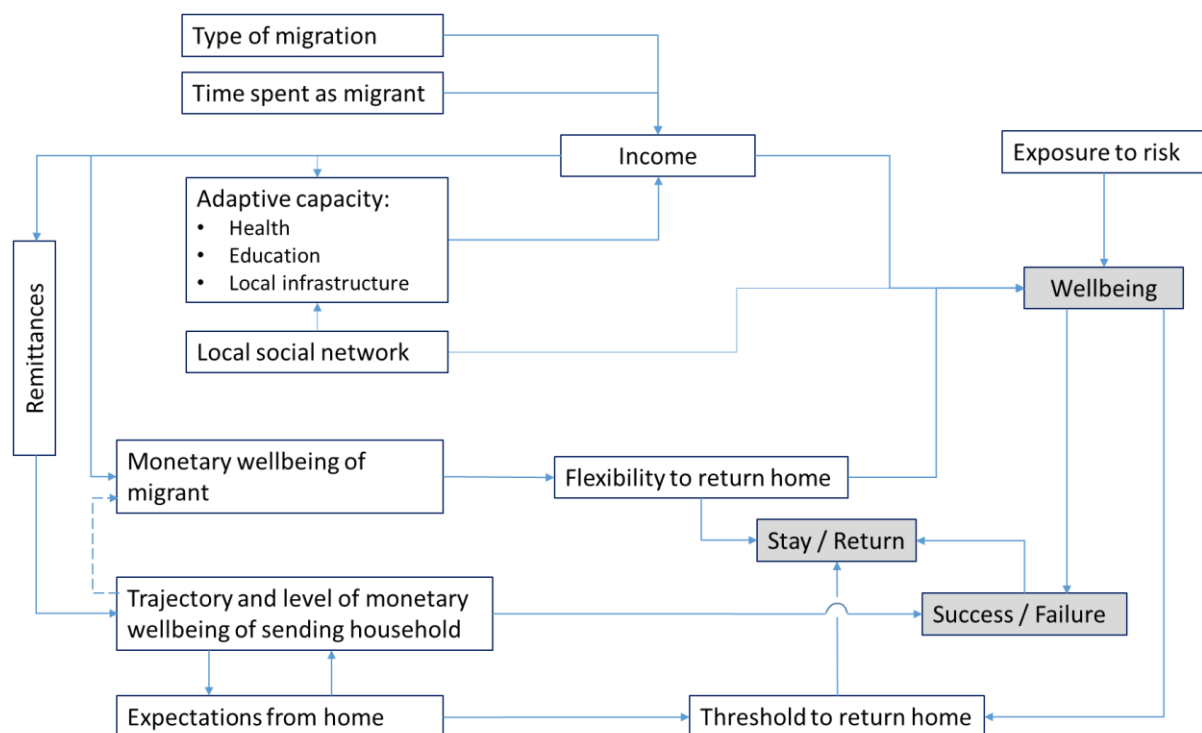 Type of migration
Time spent as migrant
Income
Exposure to risk
Adaptive capacity:
• Health
• Education
• Local infrastructure
Remittances
Wellbeing
Local social network
Monetary wellbeing of
migrant
Flexibility to return home
Stay / Return
Trajectory and level of monetary
wellbeing of sending household
Success / Failure
Expectations from home
Threshold to return home